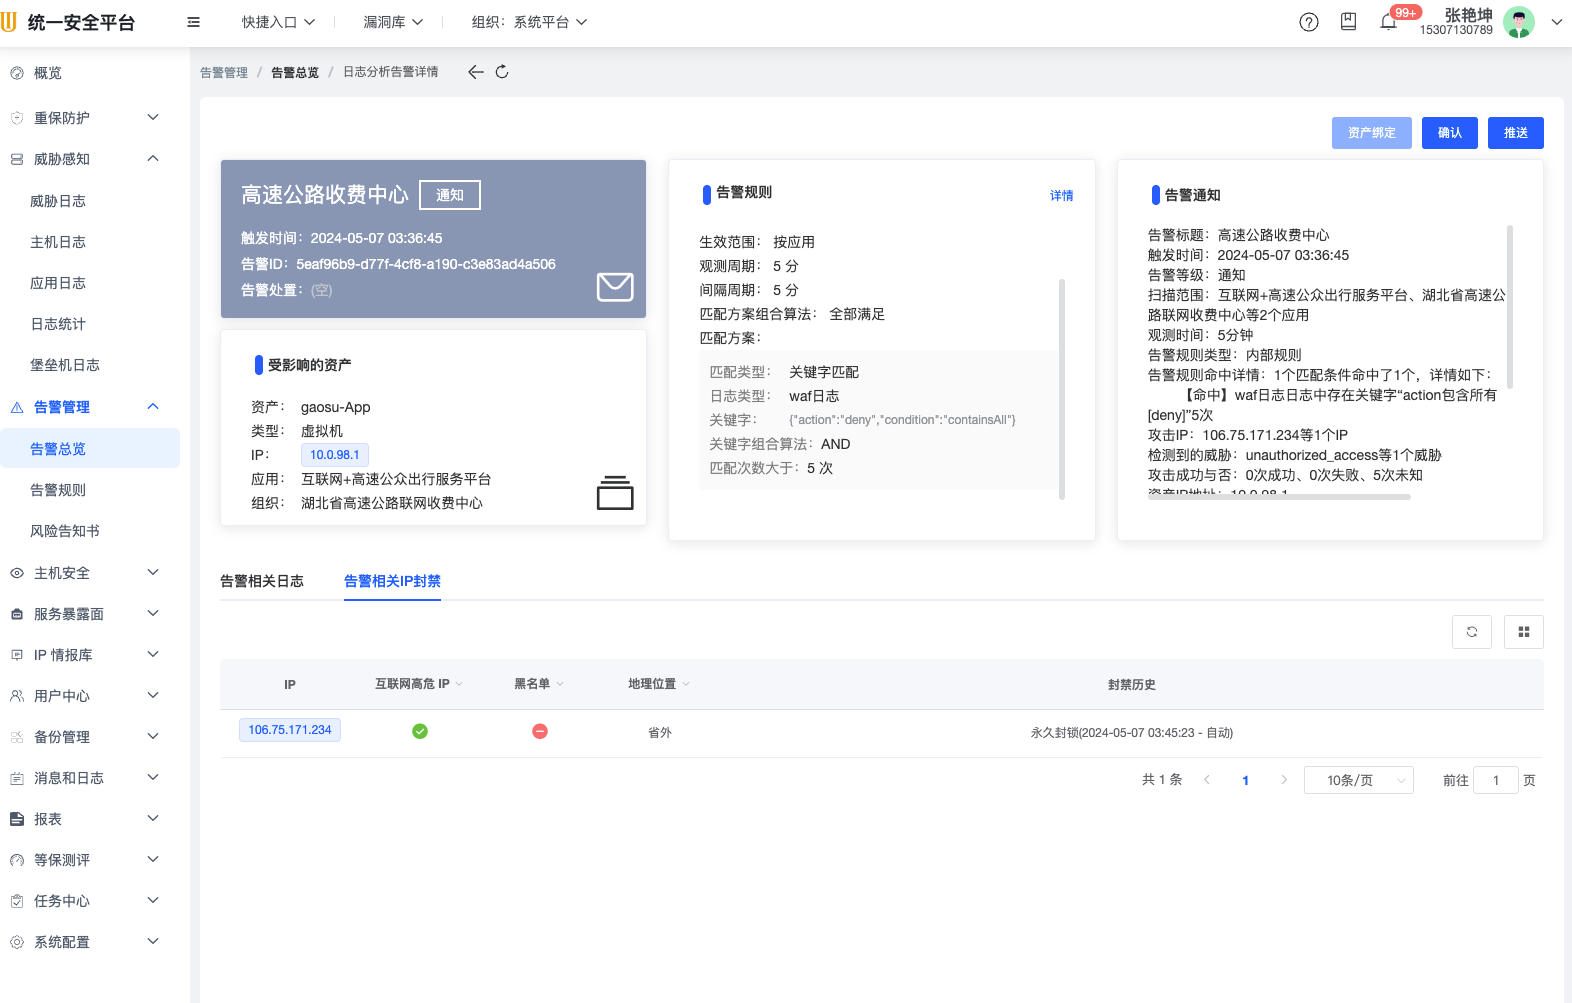 统一安全平台
快捷入口
漏洞库
组织：系统平台
99+
张艳坤
15307130789
概览
重保防护
威胁感知
威胁日志
主机日志
应用日志
日志统计
堡垒机日志
告警管理
告警总览
告警规则
风险告知书
主机安全
服务暴露面
IP 情报库
用户中心
备份管理
消息和日志
报表
等保测评
任务中心
系统配置
告警管理 / 告警总览 / 日志分析告警详情
资产绑定
确认
推送
高速公路收费中心 通知
触发时间：2024-05-07 03:36:45
告警ID：5eaf96b9-d77f-4cf8-a190-c3e83ad4a506
告警处置：(空)
受影响的资产
资产： gaosu-App
类型： 虚拟机
IP： 10.0.98.1
应用： 互联网+高速公众出行服务平台
组织： 湖北省高速公路联网收费中心
告警规则
详情
生效范围： 按应用
观测周期： 5 分
间隔周期： 5 分
匹配方案组合算法： 全部满足
匹配方案：
匹配类型： 关键字匹配
日志类型： waf日志
关键字： {"action":"deny","condition":"containsAll"}
关键字组合算法： AND
匹配次数大于： 5 次
告警通知
告警标题：高速公路收费中心
触发时间：2024-05-07 03:36:45
告警等级：通知
扫描范围：互联网+高速公众出行服务平台、湖北省高速公
路联网收费中心等2个应用
观测时间：5分钟
告警规则类型：内部规则
告警规则命中详情：1个匹配条件命中了1个，详情如下：
【命中】waf日志日志中存在关键字“action包含所有
[deny]”5次
攻击IP：106.75.171.234等1个IP
检测到的威胁：unauthorized_access等1个威胁
攻击成功与否：0次成功、0次失败、5次未知
资产IP地址：10.0.98.1
告警相关日志
告警相关IP封禁
IP 互联网高危 IP 黑名单 地理位置 封禁历史
106.75.171.234 省外 永久封锁(2024-05-07 03:45:23 - 自动)
共 1 条 1 10条/页 前往 1 页